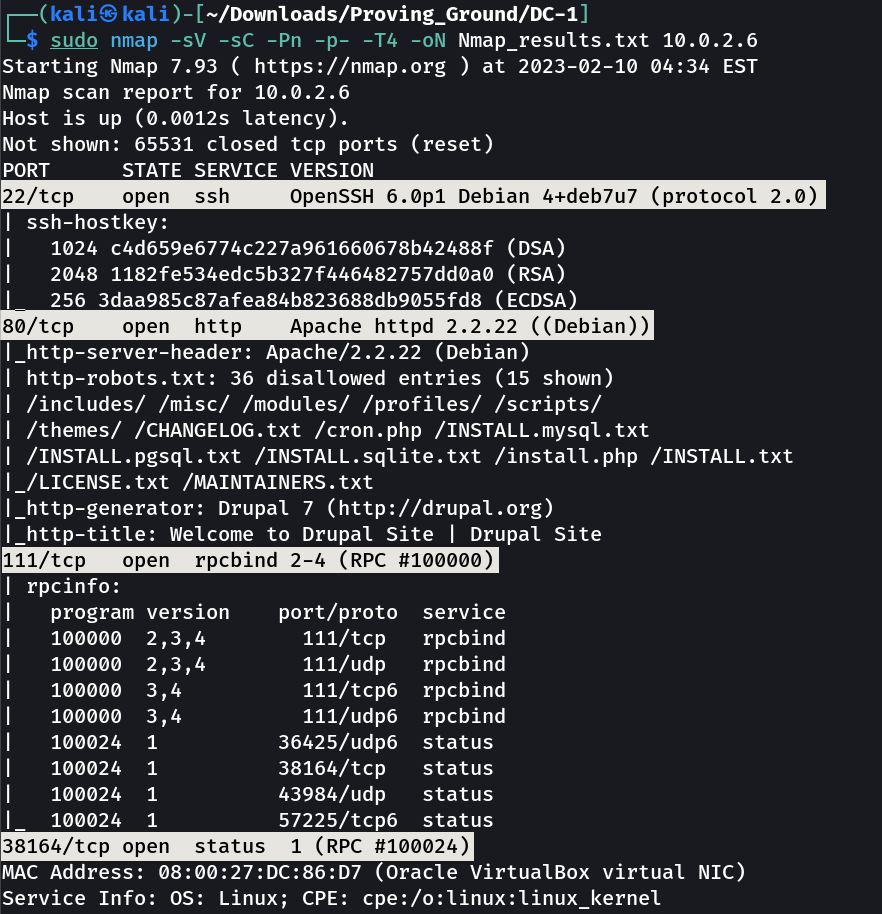 ┌──(kali㉿kali)-[~/Downloads/Proving_Ground/DC-1]
└─$ sudo nmap -sV -sC -Pn -p- -T4 -oN Nmap_results.txt 10.0.2.6
Starting Nmap 7.93 ( https://nmap.org ) at 2023-02-10 04:34 EST
Nmap scan report for 10.0.2.6
Host is up (0.0012s latency).
Not shown: 65531 closed tcp ports (reset)
PORT      STATE SERVICE VERSION
22/tcp    open  ssh     OpenSSH 6.0p1 Debian 4+deb7u7 (protocol 2.0)
| ssh-hostkey:
|   1024 c4d659e6774c227a961660678b42488f (DSA)
|   2048 1182fe534edc5b327f446482757dd0a0 (RSA)
|_  256 3daa985c87afea84b823688db9055fd8 (ECDSA)
80/tcp    open  http    Apache httpd 2.2.22 ((Debian))
|_http-server-header: Apache/2.2.22 (Debian)
| http-robots.txt: 36 disallowed entries (15 shown)
| /includes/ /misc/ /modules/ /profiles/ /scripts/
| /themes/ /CHANGELOG.txt /cron.php /INSTALL.mysql.txt
| /INSTALL.pgsql.txt /INSTALL.sqlite.txt /install.php /INSTALL.txt
|_/LICENSE.txt /MAINTAINERS.txt
|_http-generator: Drupal 7 (http://drupal.org)
|_http-title: Welcome to Drupal Site | Drupal Site
111/tcp   open  rpcbind 2-4 (RPC #100000)
| rpcinfo:
|   program version    port/proto  service
|   100000  2,3,4        111/tcp   rpcbind
|   100000  2,3,4        111/udp   rpcbind
|   100000  3,4          111/tcp6  rpcbind
|   100000  3,4          111/udp6  rpcbind
|   100024  1          36425/udp6  status
|   100024  1          38164/tcp   status
|   100024  1          43984/udp   status
|_  100024  1          57225/tcp6  status
38164/tcp open  status  1 (RPC #100024)
MAC Address: 08:00:27:DC:86:D7 (Oracle VirtualBox virtual NIC)
Service Info: OS: Linux; CPE: cpe:/o:linux:linux_kernel